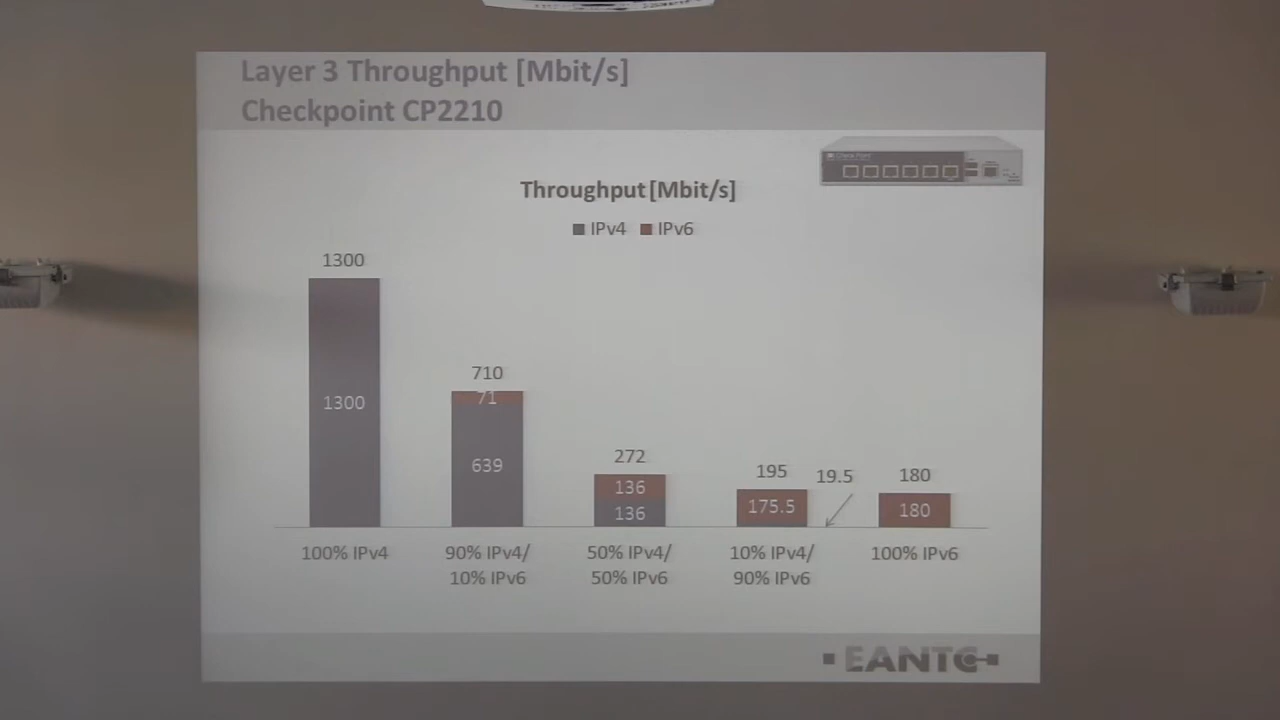 Layer 3 Throughput [Mbit/s]
Checkpoint CP2210
Check Point
Throughput [Mbit/s]
IPv4 IPv6
1300
1300
710
71
639
272
136
136
195
175.5
19.5
180
180
100% IPv4
90% IPv4/
10% IPv6
50% IPv4/
50% IPv6
10% IPv4/
90% IPv6
100% IPv6
EANTC